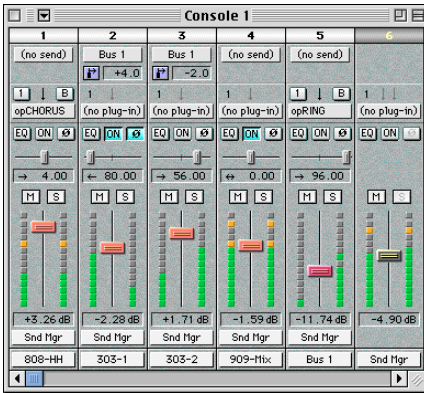 Console 1
1 2 3 4 5 6
(no send) Bus 1 Bus 1 (no send) (no send)
+4.0 -2.0
1 B 1 1 1 1 B 1
opCHORUS (no plug-in) (no plug-in) (no plug-in) opRING (no plug-in)
EQ ON Ø EQ ON Ø EQ ON Ø EQ ON Ø EQ ON Ø EQ ON Ø
→ 4.00 ← 80.00 → 56.00 ↔ 0.00 → 96.00
M S M S M S M S M S M S
+3.26 dB -2.28 dB +1.71 dB -1.59 dB -11.74 dB -4.90 dB
Snd Mgr Snd Mgr Snd Mgr Snd Mgr Snd Mgr
808-HH 303-1 303-2 909-Mix Bus 1 Snd Mgr